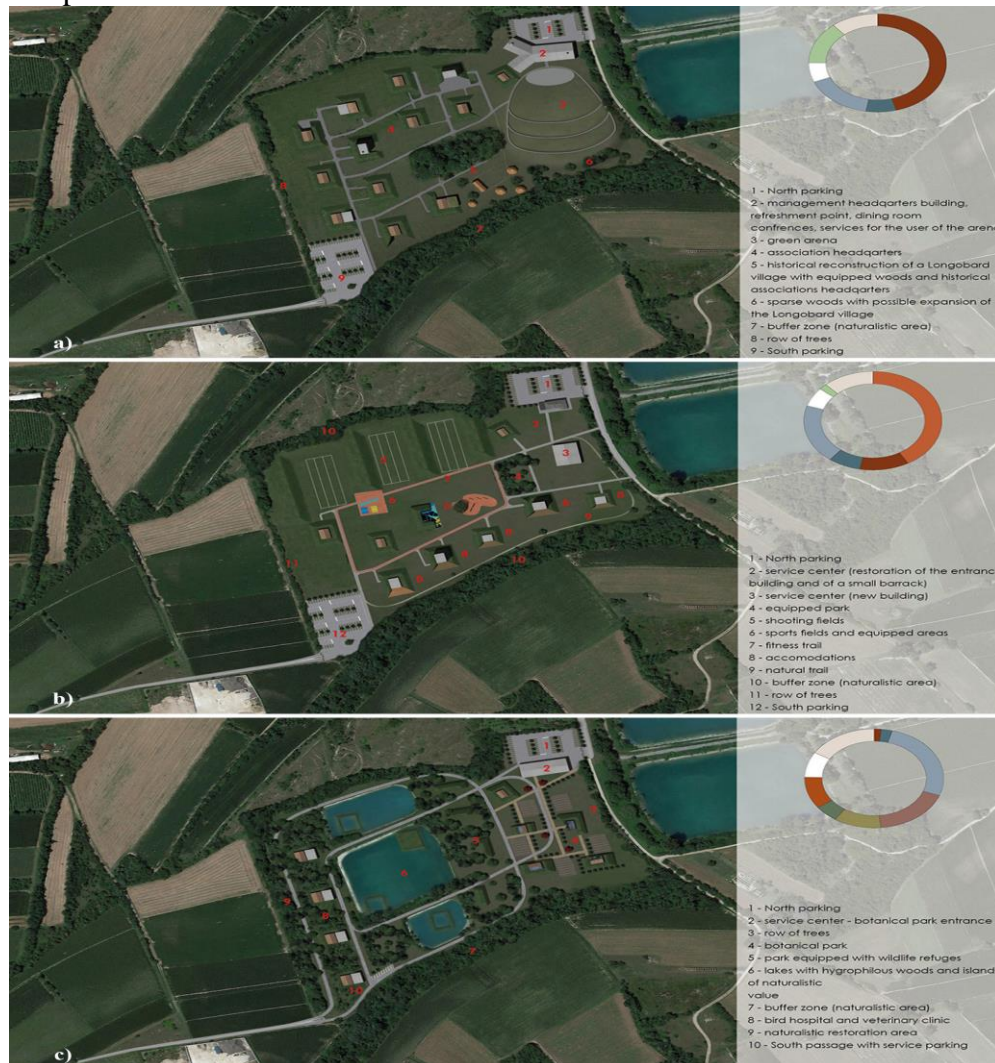 1 - North parking
2 - management headqarters building,
refreshment point, dining room
confrences, services for the user of the arena
3 - green arena
4 - association headqarters
5 - historical reconstruction of a Longobard
village with equipped woods and historical
associations headqarters
6 - sparse woods with possible expansion of
the Longobard village
7 - buffer zone (naturalistic area)
8 - row of trees
9 - South parking
a)
1 - North parking
2 - service center (restoration of the entranc
building and of a small barrack)
3 - service center (new building)
4 - equipped park
5 - shooting fields
6 - sports fields and equipped areas
7 - fitness trail
8 - accomodations
9 - natural trail
10 - buffer zone (naturalistic area)
11 - row of trees
12 - South parking
b)
1 - North parking
2 - service center - botanical park entrance
3 - row of trees
4 - botanical park
5 - park equipped with wildlife refuges
6 - lakes with hygrophilous woods and island
of naturalistic
value
7 - buffer zone (naturalistic area)
8 - bird hospital and veterinary clinic
9 - naturalistic restoration area
10 - South passage with service parking
c)